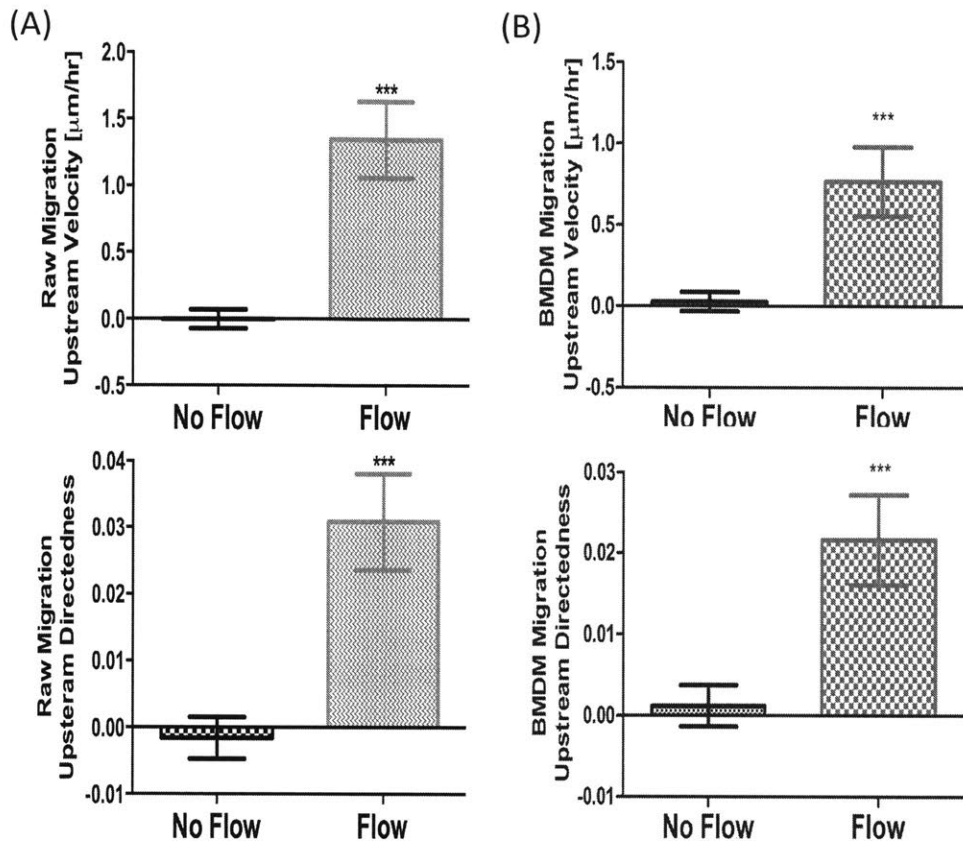 (A)
Raw Migration
Upstream Velocity [µm/hr]
2.0
1.5
1.0
0.5
0.0
-0.5
***
No Flow
Flow
(B)
BMDM Migration
Upstream Velocity [µm/hr]
1.5
1.0
0.5
0.0
-0.5
***
No Flow
Flow
Raw Migration
Upsteram Directedness
0.04
0.03
0.02
0.01
0.00
-0.01
***
No Flow
Flow
BMDM Migration
Upstream Directedness
0.03
0.02
0.01
0.00
-0.01
***
No Flow
Flow